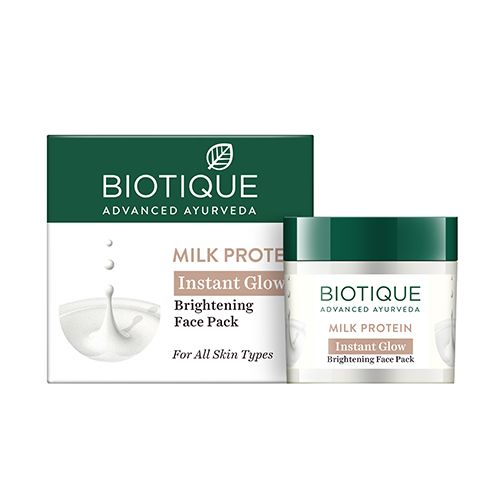 BIOTIQUE
ADVANCED AYURVEDA
MILK PROTE
Instant Glow
Brightening
Face Pack
For All Skin Types
BIOTIQUE
ADVANCED AYURVEDA
MILK PROTEIN
Instant Glow
Brightening Face Pack